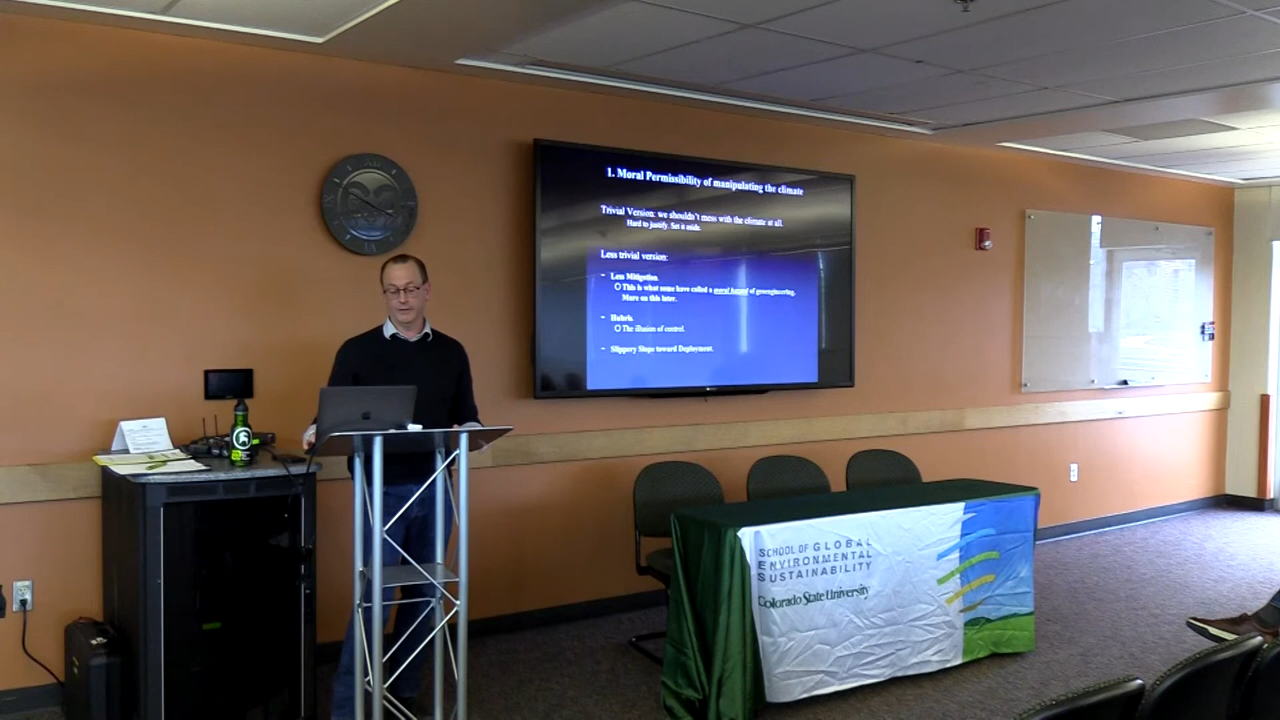 1. Moral Permissibility of manipulating the climate
Trivial Version: we shouldn't mess with the climate at all.
Hard to justify. Set it aside.
Less trivial version:
- Less Mitigation.
O This is what some have called a moral hazard of geoengineering.
More on this later.
- Hubris.
O The illusion of control.
- Slippery Slope toward Deployment.
SCHOOL OF GLOBAL
ENVIRONMENTAL
SUSTAINABILITY
Colorado State University